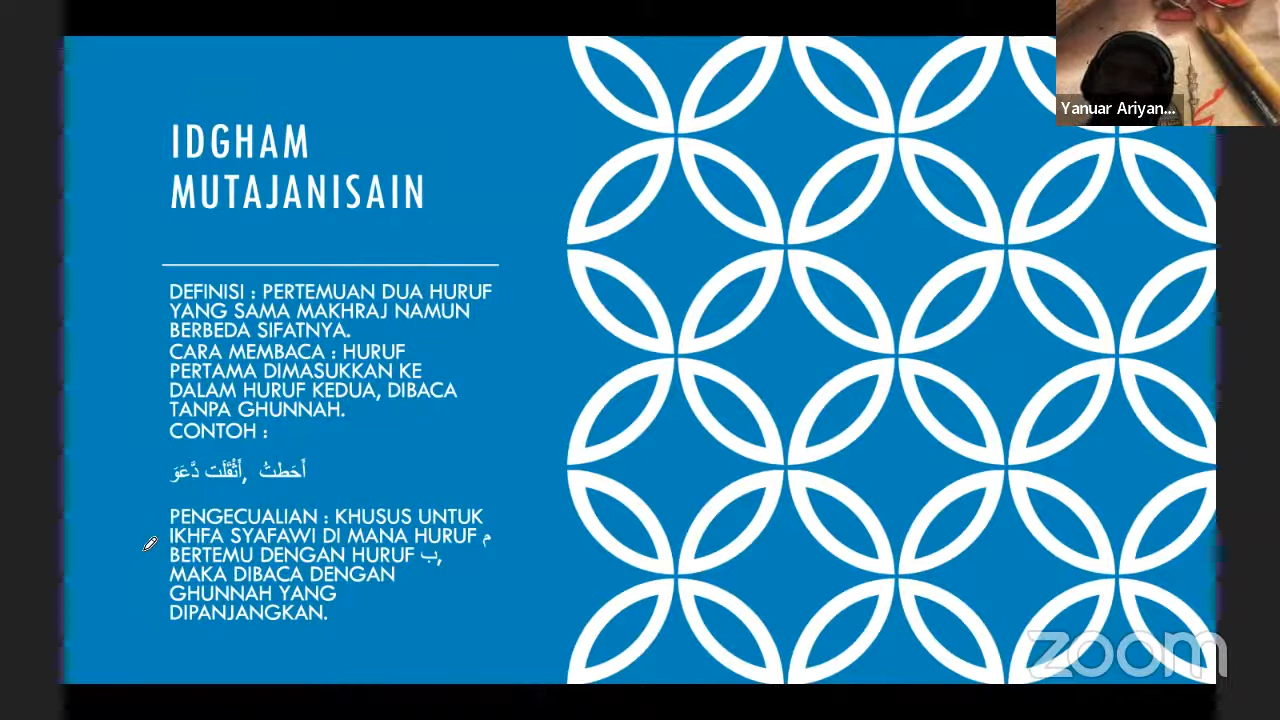 Yanuar Ariyan...
IDGHAM
MUTAJANISAIN
DEFINISI : PERTEMUAN DUA HURUF
YANG SAMA MAKHRAJ NAMUN
BERBEDA SIFATNYA.
CARA MEMBACA : HURUF
PERTAMA DIMASUKKAN KE
DALAM HURUF KEDUA, DIBACA
TANPA GHUNNAH.
CONTOH :
أَحَطتُ ,أَثْقَلَت دَّعَوَ
PENGECUALIAN : KHUSUS UNTUK
IKHFA SYAFAWI DI MANA HURUF م
BERTEMU DENGAN HURUF ب,
MAKA DIBACA DENGAN
GHUNNAH YANG
DIPANJANGKAN.
zoom